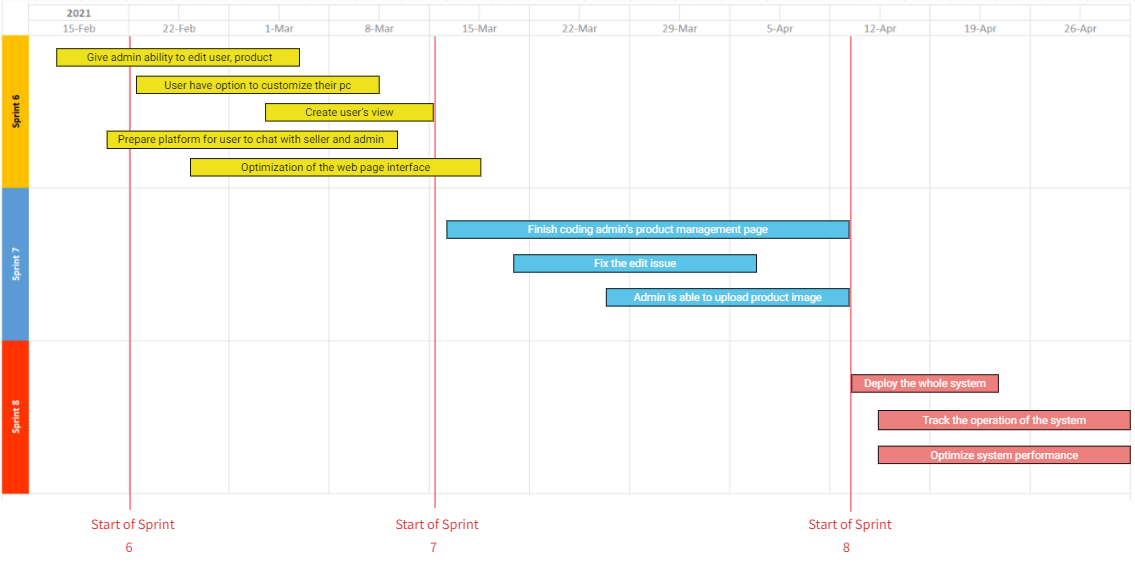 2021
15-Feb 22-Feb 1-Mar 8-Mar 15-Mar 22-Mar 29-Mar 5-Apr 12-Apr 19-Apr 26-Apr
Sprint 6
Give admin ability to edit user, product
User have option to customize their pc
Create user's view
Prepare platform for user to chat with seller and admin
Optimization of the web page interface
Sprint 7
Finish coding admin's product management page
Fix the edit issue
Admin is able to upload product image
Sprint 8
Deploy the whole system
Track the operation of the system
Optimize system performance
Start of Sprint
6
Start of Sprint
7
Start of Sprint
8